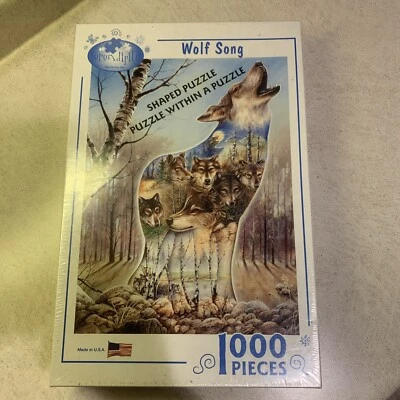 Wolf Song
SHAPED PUZZLE
PUZZLE WITHIN A PUZZLE
Made in U.S.A
1000
PIECES